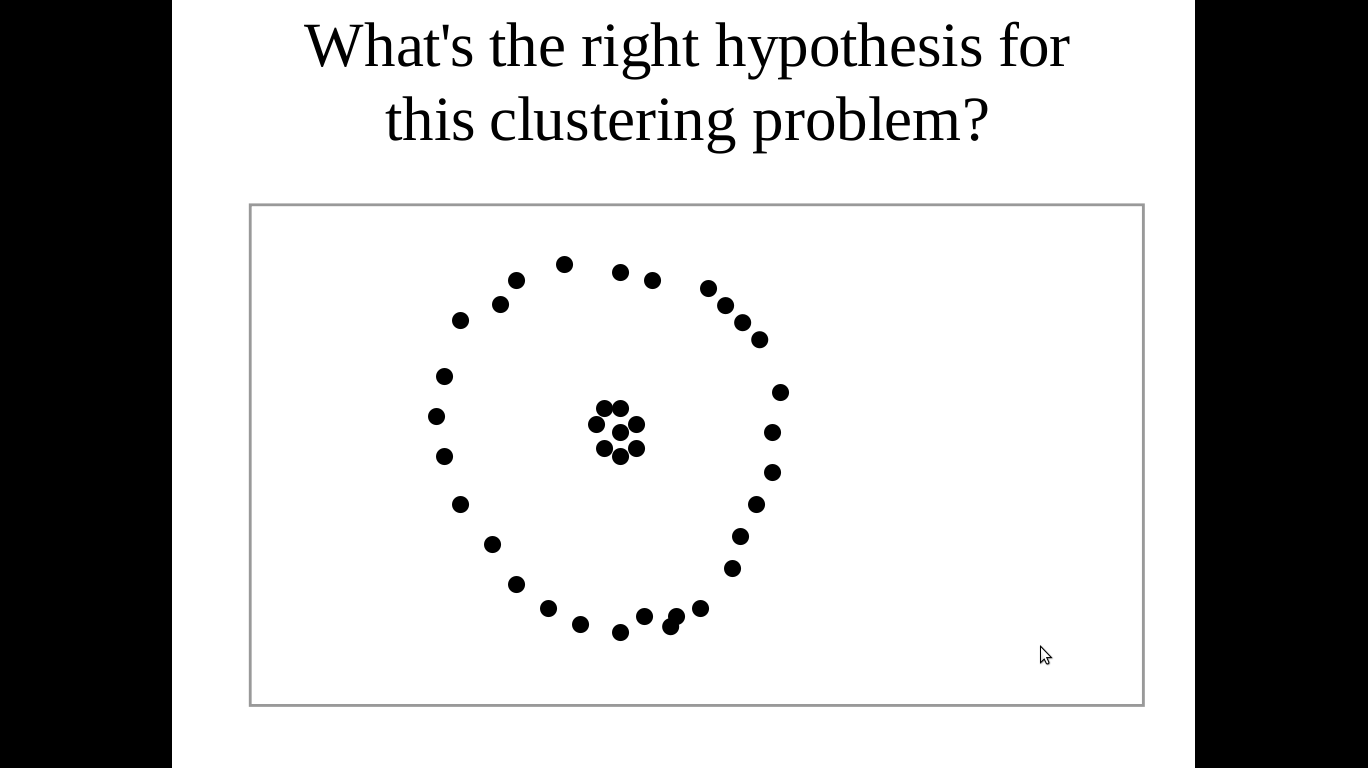 What's the right hypothesis for
this clustering problem?